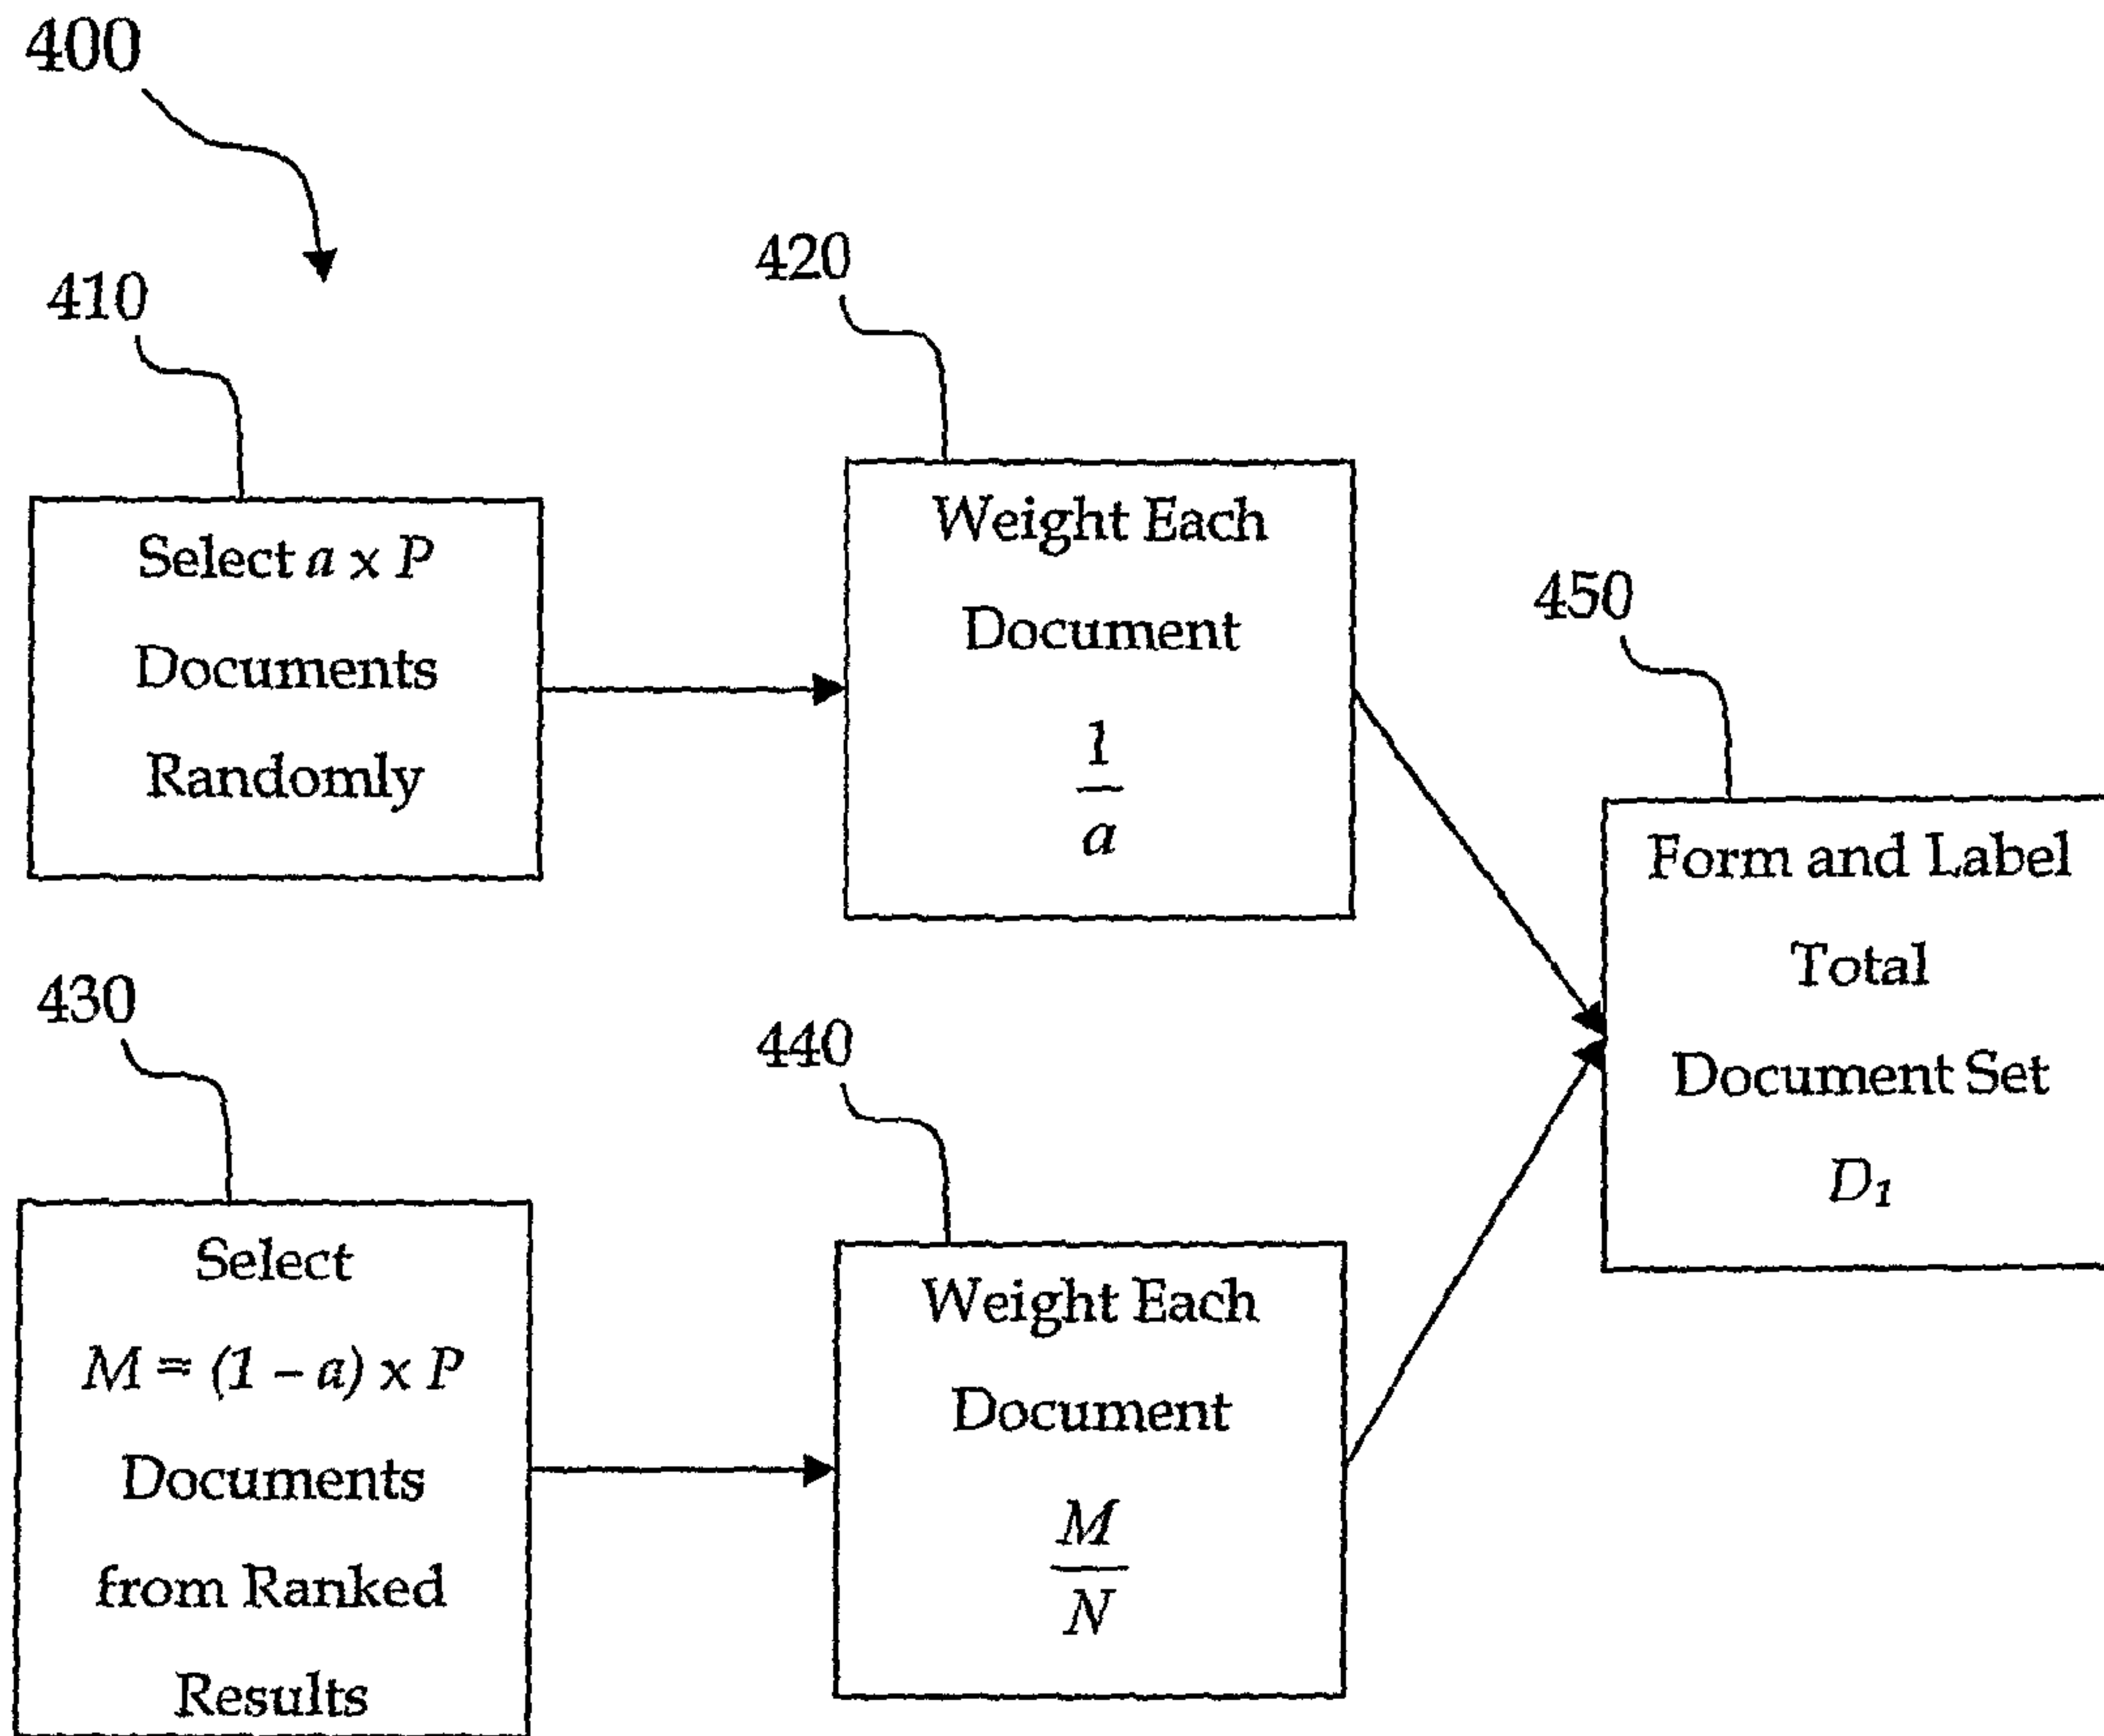 400
410
Select a x P
Documents
Randomly
420
Weight Each
Document
1
a
430
Select
M = (1 – a) x P
Documents
from Ranked
Results
440
Weight Each
Document
M
N
450
Form and Label
Total
Document Set
D₁